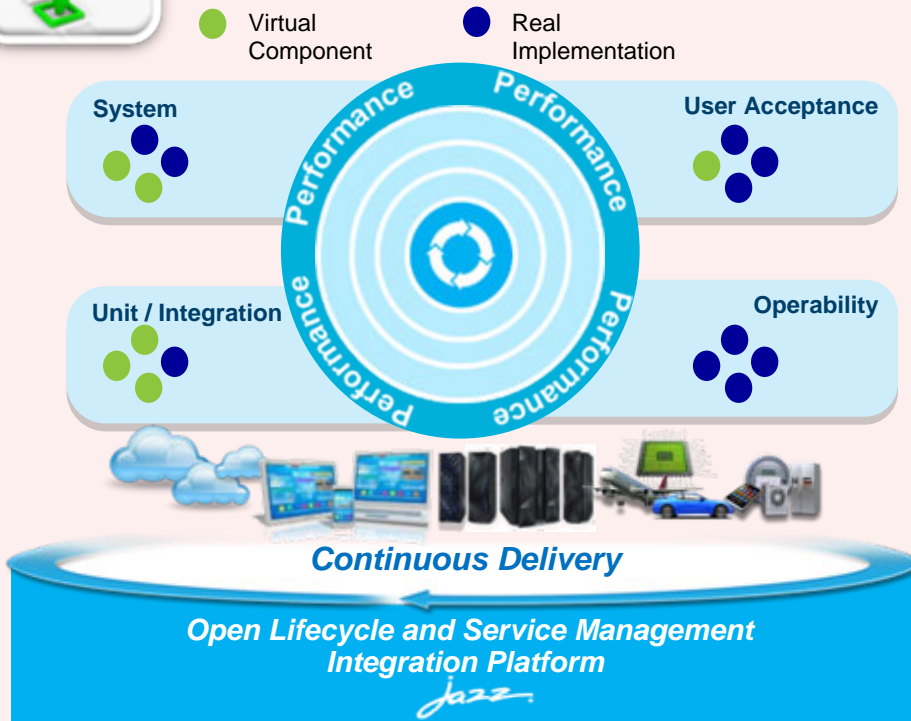 Virtual
Component
Real
Implementation
System
User Acceptance
Performance
Performance
Unit / Integration
Operability
Performance
Performance
Continuous Delivery
Open Lifecycle and Service Management
Integration Platform
jazz